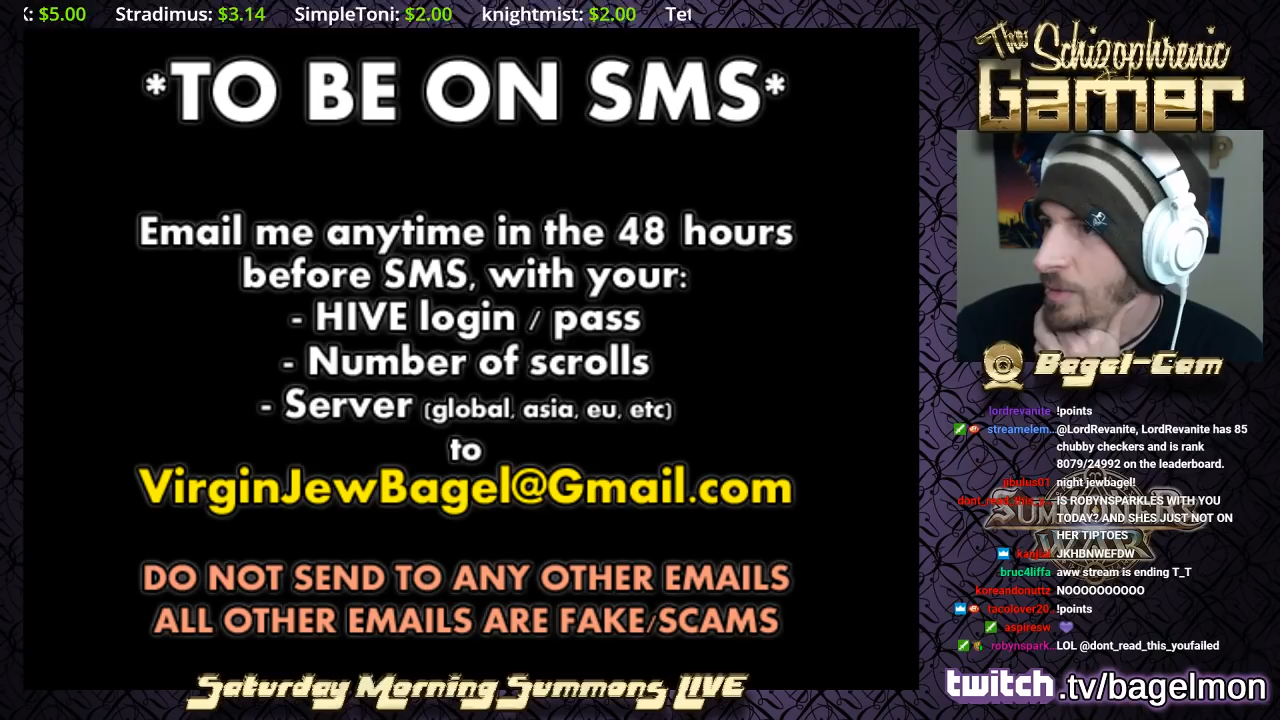 : $5.00 Stradimus: $3.14 SimpleToni: $2.00 knightmist: $2.00
*TO BE ON SMS*
Email me anytime in the 48 hours
before SMS, with your:
- HIVE login / pass
- Number of scrolls
- Server (global, asia, eu, etc)
to
VirginJewBagel@Gmail.com
DO NOT SEND TO ANY OTHER EMAILS
ALL OTHER EMAILS ARE FAKE/SCAMS
Saturday Morning Summons LIVE
The Schizophrenic
Gamer
Bagel-Cam
lordrevanite !points
streamelem... @LordRevanite, LordRevanite has 85
chubby checkers and is rank
8079/24992 on the leaderboard.
night jewbagel!
IS ROBYNSPARKLES WITH YOU
TODAY? AND SHES JUST NOT ON
HER TIPTOES
JKHBNWEFDW
bruc4liffa aww stream is ending T_T
koreandonuttz NOOOOOOOOO
tacolover20.. !points
aspiresw
robynspark... LOL @dont_read_this_youfailed
SUMMONERS
WAR
twitch.tv/bagelmon